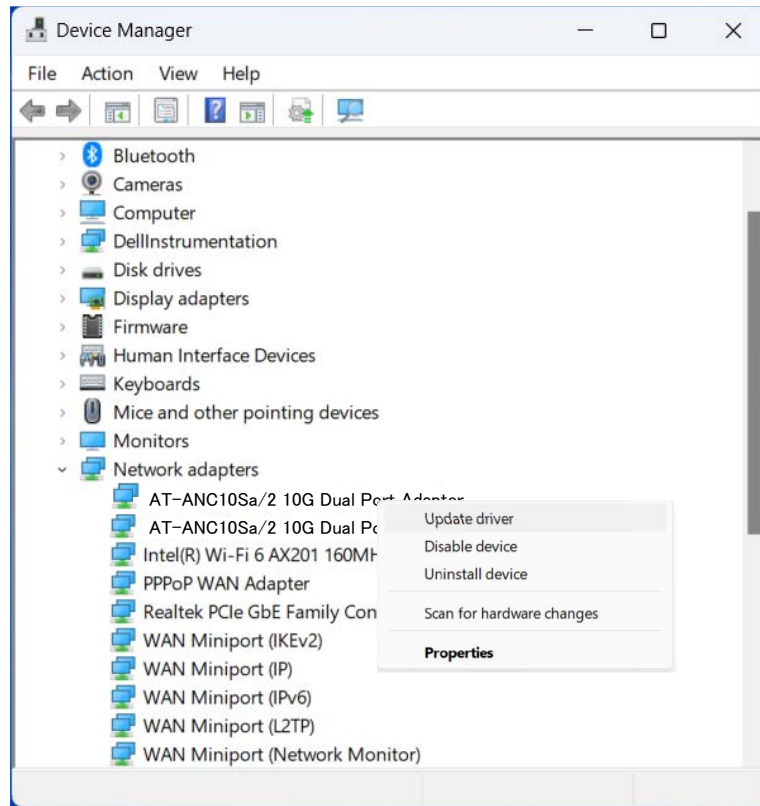 Device Manager
File Action View Help
Bluetooth
Cameras
Computer
DellInstrumentation
Disk drives
Display adapters
Firmware
Human Interface Devices
Keyboards
Mice and other pointing devices
Monitors
Network adapters
AT-ANC10Sa/2 10G Dual Port Adapter
AT-ANC10Sa/2 10G Dual
Intel(R) Wi-Fi 6 AX201
PPPoP WAN Adapter
Realtek PCIe GbE Family
WAN Miniport (IKEv2)
WAN Miniport (IP)
WAN Miniport (IPv6)
WAN Miniport (L2TP)
WAN Miniport (Network Monitor)
Update driver
Disable device
Uninstall device
Scan for hardware changes
Properties